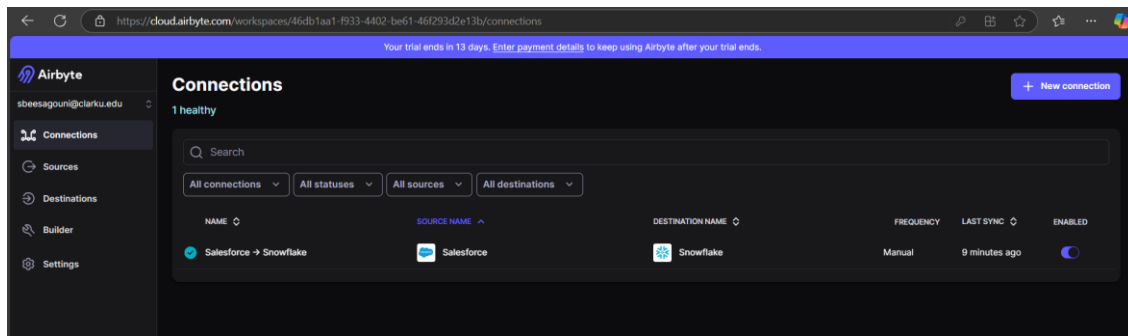 https://cloud.airbyte.com/workspaces/46db1aa1-f933-4402-be61-46f293d2e13b/connections
Your trial ends in 13 days. Enter payment details to keep using Airbyte after your trial ends.
Airbyte
sbeesagouni@clarku.edu
Connections
Sources
Destinations
Builder
Settings
Connections
+ New connection
1 healthy
Search
All connections All statuses All sources All destinations
NAME SOURCE NAME DESTINATION NAME FREQUENCY LAST SYNC ENABLED
Salesforce → Snowflake Salesforce Snowflake Manual 9 minutes ago